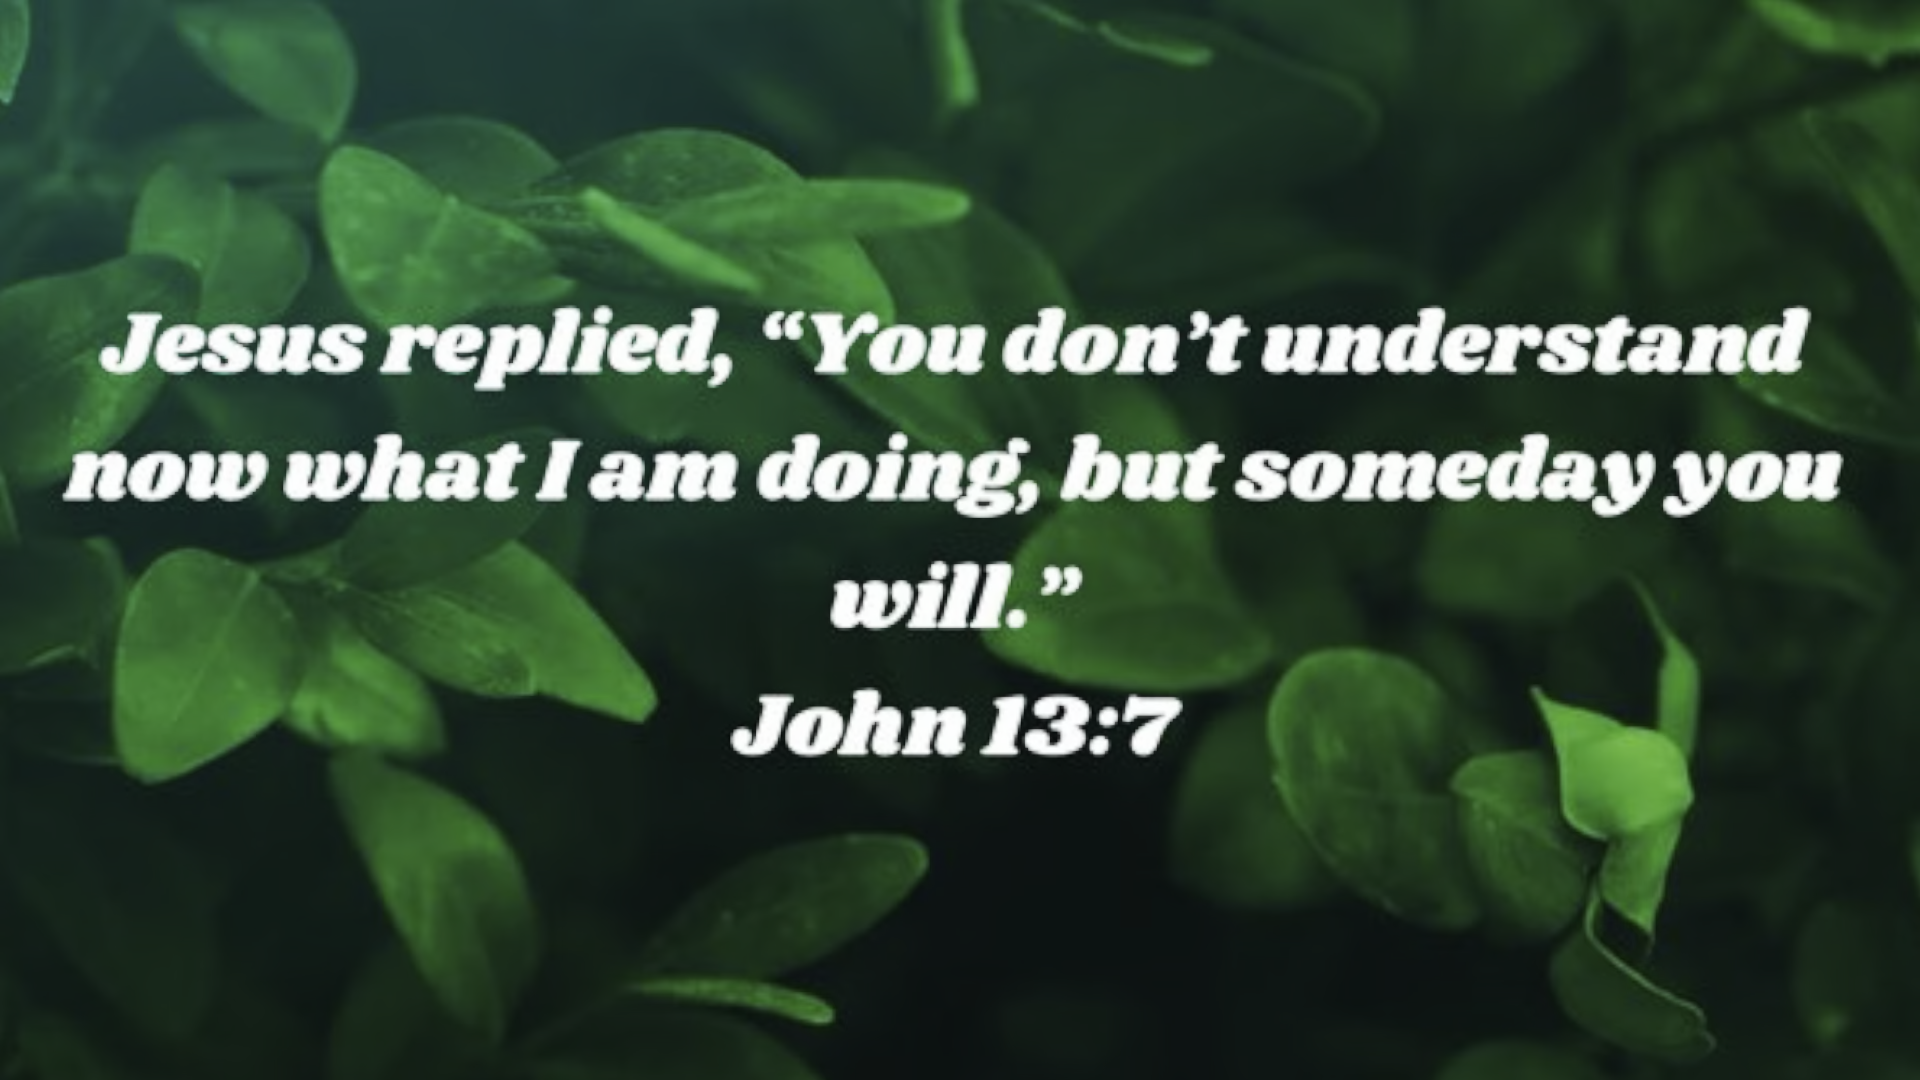 Jesus replied, “You don’t understand
now what I am doing, but someday you
will.”
John 13:7